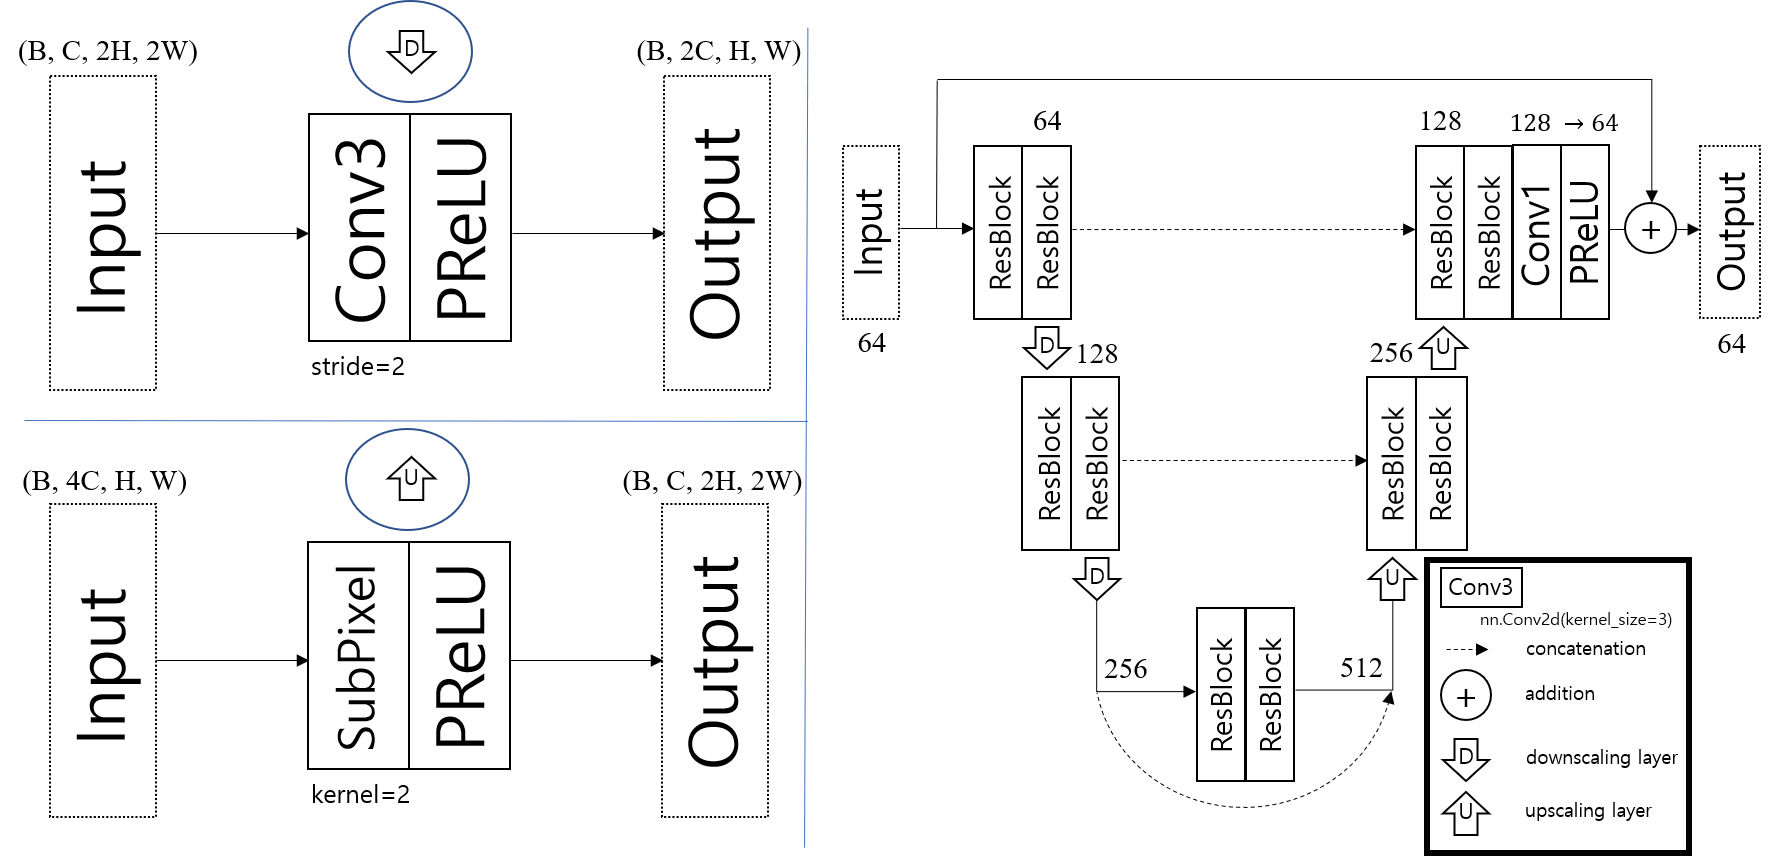 (B, C, 2H, 2W)
D
(B, 2C, H, W)
Input
Conv3
PReLU
Output
stride=2
(B, 4C, H, W)
U
(B, C, 2H, 2W)
Input
SubPixel
PReLU
Output
kernel=2
64
128
128 → 64
Input
ResBlock
ResBlock
ResBlock
ResBlock
Conv1
PReLU
+
Output
64
64
D
128
256
U
ResBlock
ResBlock
ResBlock
ResBlock
D
U
256
ResBlock
ResBlock
512
Conv3
nn.Conv2d(kernel_size=3)
concatenation
+
addition
D
downscaling layer
U
upscaling layer